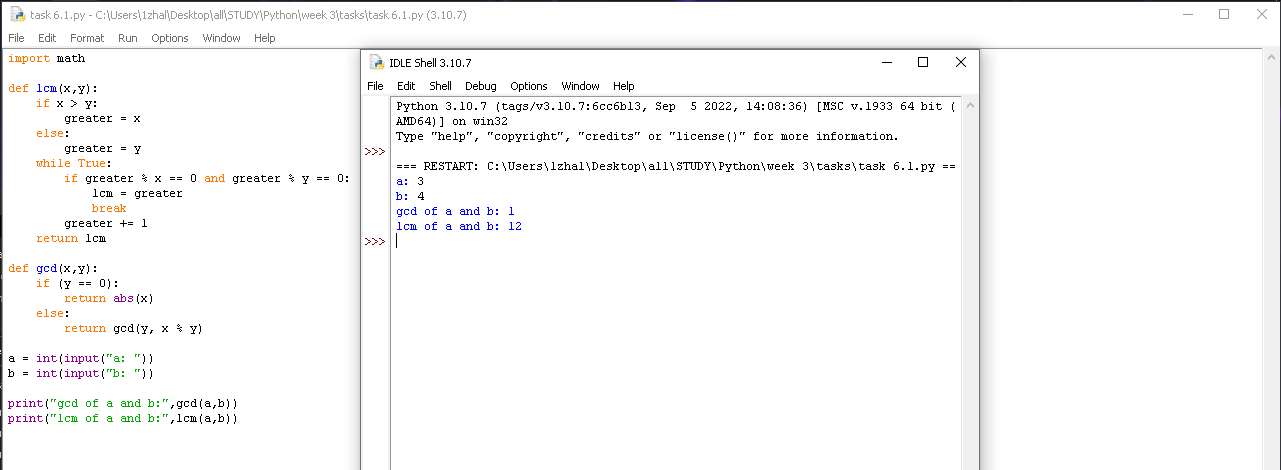 task 6.1.py - C:\Users\1zhal\Desktop\all\STUDY\Python\week 3\tasks\task 6.1.py (3.10.7)
File Edit Format Run Options Window Help
import math
def lcm(x,y):
    if x > y:
        greater = x
    else:
        greater = y
    while True:
        if greater % x == 0 and greater % y == 0:
            lcm = greater
            break
        greater += 1
    return lcm
def gcd(x,y):
    if (y == 0):
        return abs(x)
    else:
        return gcd(y, x % y)
a = int(input("a: "))
b = int(input("b: "))
print("gcd of a and b:",gcd(a,b))
print("lcm of a and b:",lcm(a,b))
IDLE Shell 3.10.7
File Edit Shell Debug Options Window Help
Python 3.10.7 (tags/v3.10.7:6cc6b13, Sep  5 2022, 14:08:36) [MSC v.1933 64 bit (
AMD64)] on win32
Type "help", "copyright", "credits" or "license()" for more information.
>>>
=== RESTART: C:\Users\1zhal\Desktop\all\STUDY\Python\week 3\tasks\task 6.1.py ==
a: 3
b: 4
gcd of a and b: 1
lcm of a and b: 12
>>>